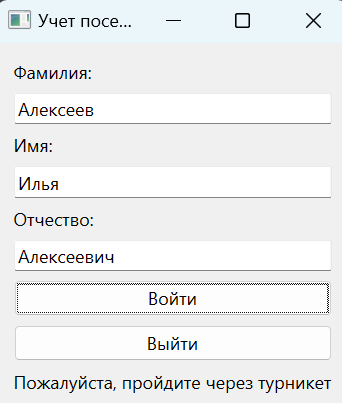 Учет посе...
Фамилия:
Алексеев
Имя:
Илья
Отчество:
Алексеевич
Войти
Выйти
Пожалуйста, пройдите через турникет